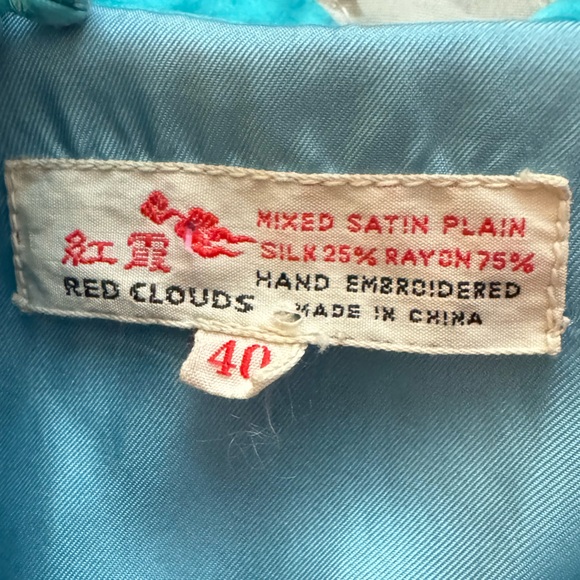 紅霞
RED CLOUDS
MIXED SATIN PLAIN
SILK 25% RAYON 75%
HAND EMBROIDERED
MADE IN CHINA
40